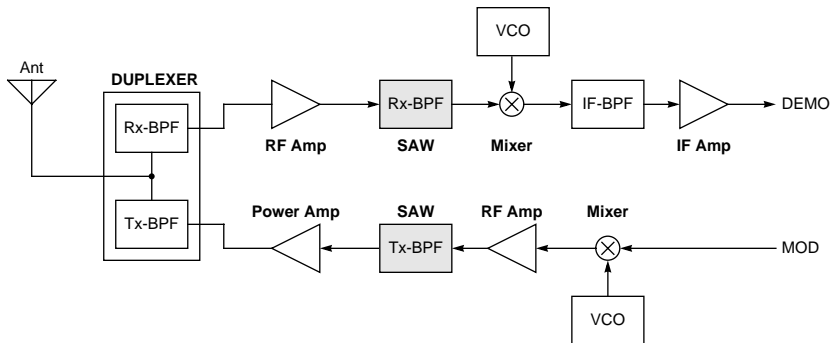 VCO
Ant
DUPLEXER
Rx-BPF
RF Amp
Rx-BPF
SAW
Mixer
IF-BPF
IF Amp
DEMO
Tx-BPF
Power Amp
SAW
Tx-BPF
RF Amp
Mixer
MOD
VCO